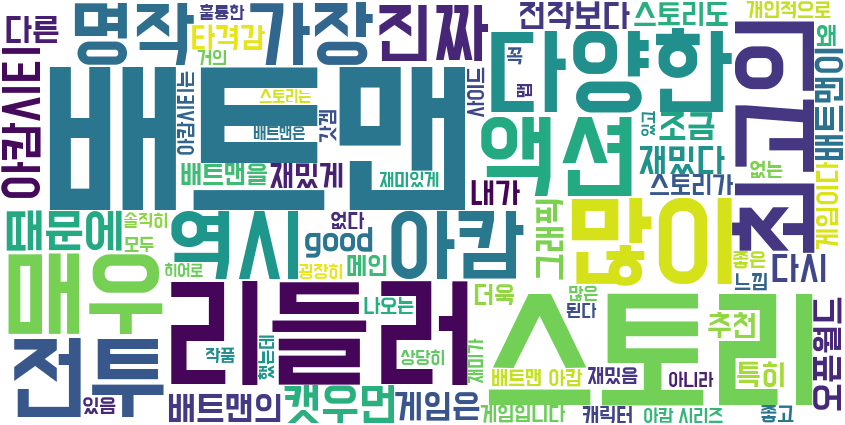 다른
훌륭한
명작
타격감
가장
진짜
전작보다
스토리도
개인적으로
왜
거의
꼭
사이드
맵
다양한
최고의
배트맨이
아캄시티
아캄시티는
스토리는
배트맨은
갓겜
배트맨
액션
있고
조금
재밌다
없는
배트맨을
재밌게
재미있게
내가
스토리가
게임이다
때문에
솔직히
모두
역시
없다
good
아캄
그래픽
많이
좋은
다시
느낌
매우
히어로
굉장히
메인
리들러
나오는
더욱
많은
된다
스토리
추천
오픈월드
전투
작품
했는데
상당히
재미가
배트맨 아캄
재밌음
아니라
특히
있음
배트맨의
캣우먼
게임은
게임입니다
캐릭터
아캄 시리즈
좋고